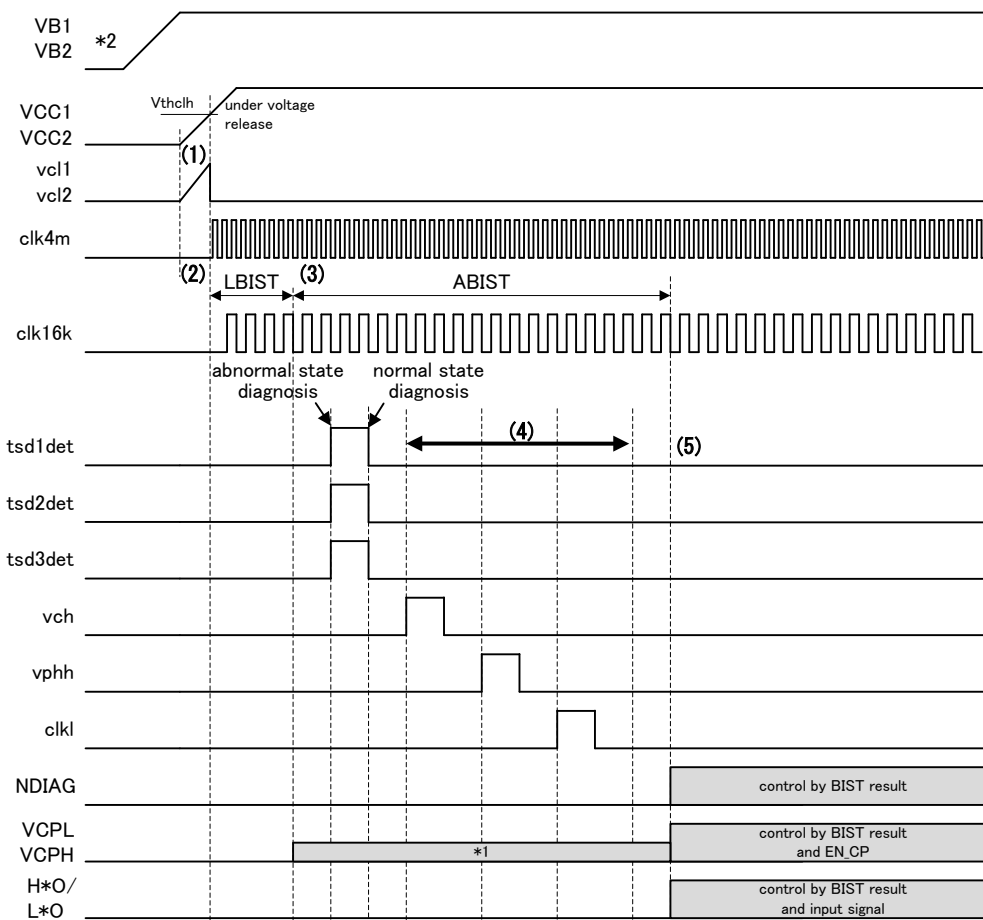 VB1
VB2
*2
Vthclh
under voltage
release
VCC1
VCC2
(1)
vcl1
vcl2
clk4m
(2)
LBIST
(3)
ABIST
clk16k
abnormal state
diagnosis
normal state
diagnosis
tsd1det
(4)
(5)
tsd2det
tsd3det
vch
vphh
clkl
NDIAG
control by BIST result
VCPL
VCPH
*1
control by BIST result
and EN_CP
H*O/
L*O
control by BIST result
and input signal